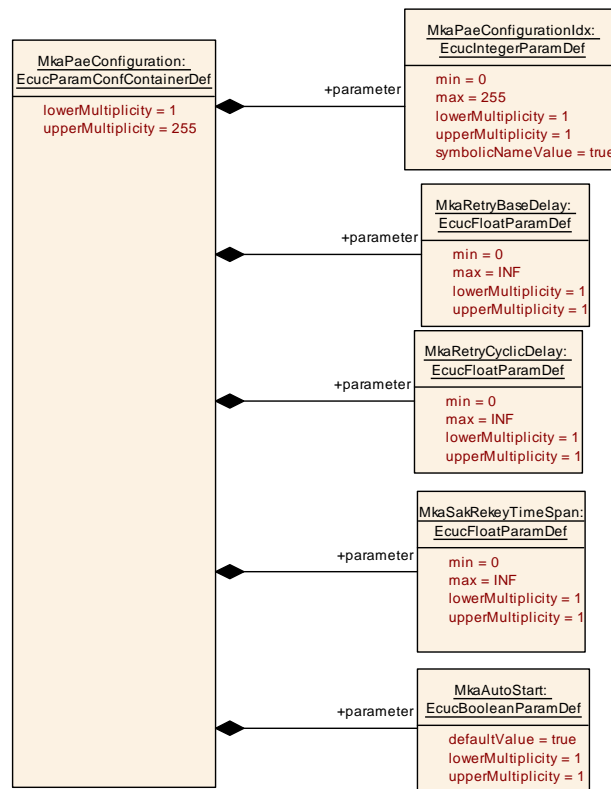 MkaPaeConfiguration:
EcucParamConfContainerDef
lowerMultiplicity = 1
upperMultiplicity = 255
+parameter
MkaPaeConfigurationIdx:
EcucIntegerParamDef
min = 0
max = 255
lowerMultiplicity = 1
upperMultiplicity = 1
symbolicNameValue = true
+parameter
MkaRetryBaseDelay:
EcucFloatParamDef
min = 0
max = INF
lowerMultiplicity = 1
upperMultiplicity = 1
+parameter
MkaRetryCyclicDelay:
EcucFloatParamDef
min = 0
max = INF
lowerMultiplicity = 1
upperMultiplicity = 1
+parameter
MkaSakRekeyTimeSpan:
EcucFloatParamDef
min = 0
max = INF
lowerMultiplicity = 1
upperMultiplicity = 1
+parameter
MkaAutoStart:
EcucBooleanParamDef
defaultValue = true
lowerMultiplicity = 1
upperMultiplicity = 1